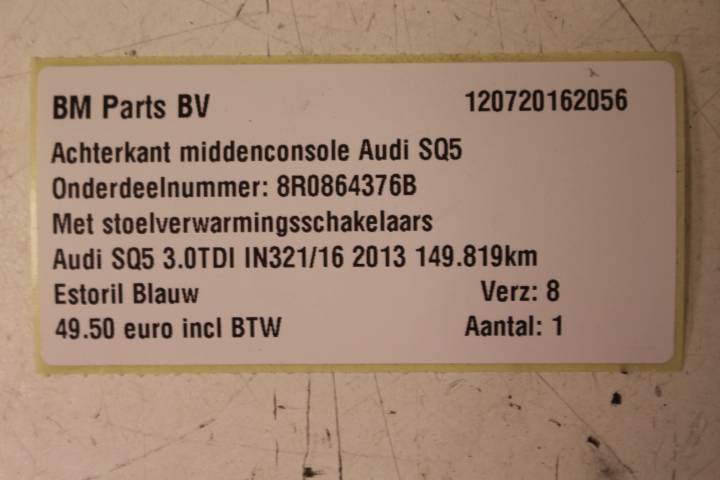 BM Parts BV 120720162056
Achterkant middenconsole Audi SQ5
Onderdeelnummer: 8R0864376B
Met stoelverwarmingsschakelaars
Audi SQ5 3.0TDI IN321/16 2013 149.819km
Estoril Blauw Verz: 8
49.50 euro incl BTW Aantal: 1